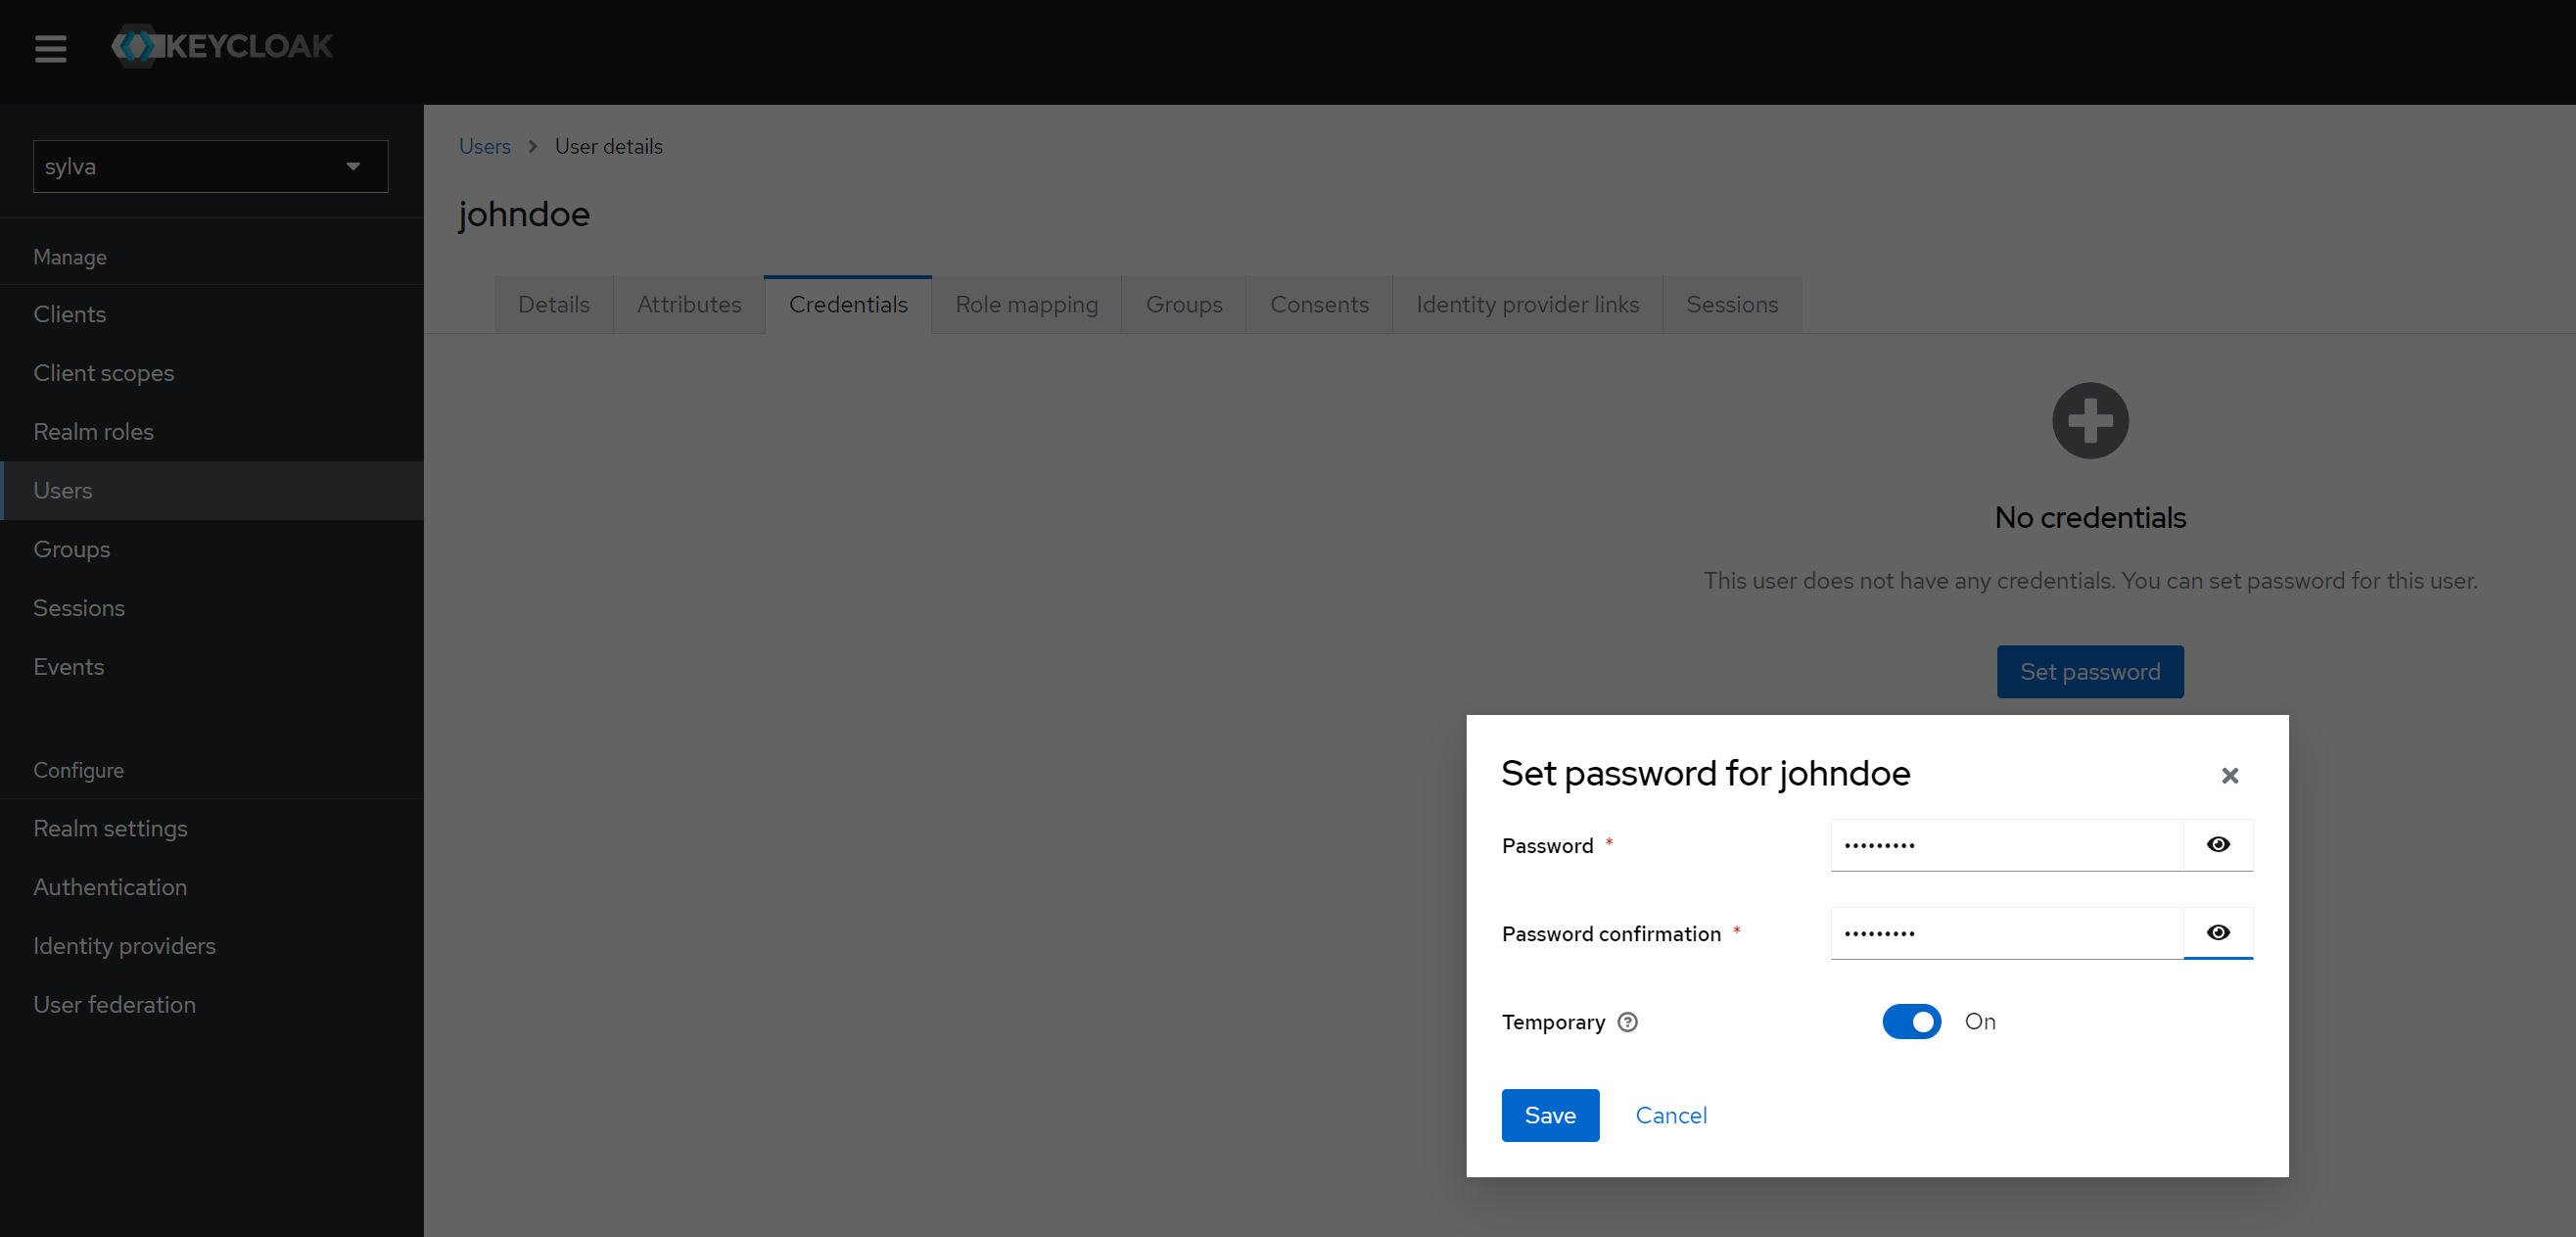 KEYCLOAK
sylva
Manage
Clients
Client scopes
Realm roles
Users
Groups
Sessions
Events
Configure
Realm settings
Authentication
Identity providers
User federation
Users > User details
johndoe
Details Attributes Credentials Role mapping Groups Consents Identity provider links Sessions
No credentials
This user does not have any credentials. You can set password for this user.
Set password
Set password for johndoe
Password *
•••••••••
Password confirmation *
•••••••••
Temporary ? On
Save Cancel